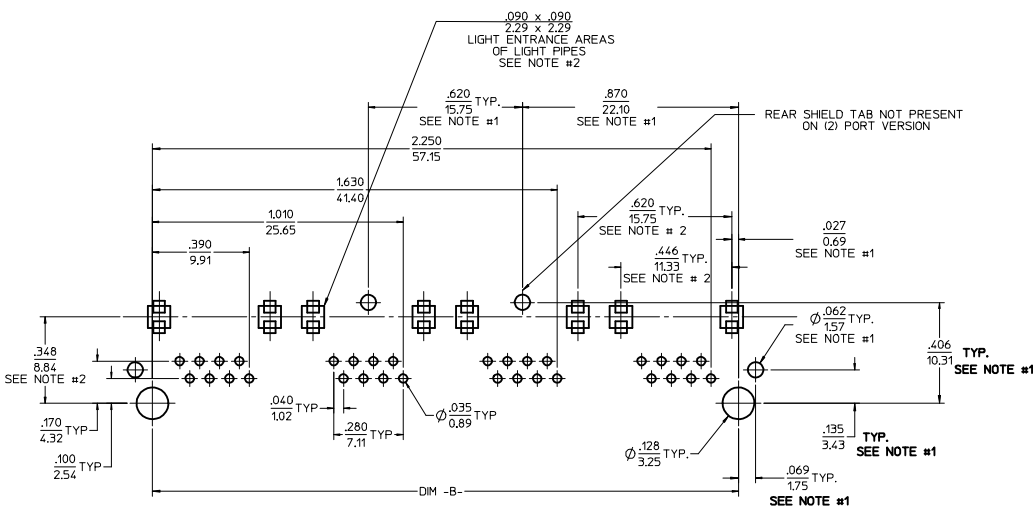 .090 x .090
2.29 x 2.29
LIGHT ENTRANCE AREAS
OF LIGHT PIPES
SEE NOTE #2
.620
15.75 TYP.
SEE NOTE #1
.870
22.10
SEE NOTE #1
REAR SHIELD TAB NOT PRESENT
ON (2) PORT VERSION
2.250
57.15
1.630
41.40
1.010
25.65
.620
15.75 TYP.
SEE NOTE # 2
.027
0.69
SEE NOTE #1
.390
9.91
.446
11.33 TYP.
SEE NOTE # 2
Ø .062
1.57 TYP.
SEE NOTE #1
.348
8.84
SEE NOTE #2
.406
10.31 TYP.
SEE NOTE #1
.040
1.02 TYP
Ø .035
0.89 TYP
.170
4.32 TYP
.280
7.11 TYP
.135
3.43 TYP.
SEE NOTE #1
.100
2.54 TYP
Ø .128
3.25 TYP.
.069
1.75 TYP.
SEE NOTE #1
DIM -B-